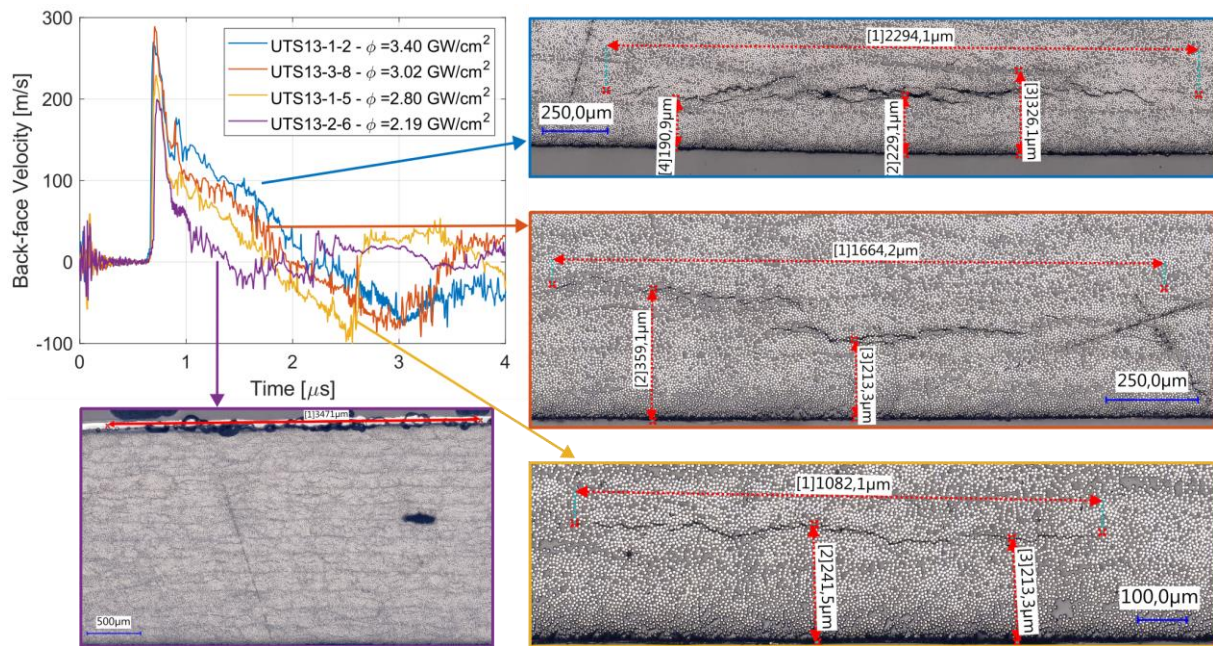 Back-face Velocity [m/s]
300
200
100
0
-100
0
1
2
3
4
Time [μs]
UTS13-1-2 - ϕ =3.40 GW/cm²
UTS13-3-8 - ϕ =3.02 GW/cm²
UTS13-1-5 - ϕ =2.80 GW/cm²
UTS13-2-6 - ϕ =2.19 GW/cm²
[1]2294,1µm
250,0µm
[4]190,9µm
2]229,1µm
[3]329,1µm
[1]1664,2µm
[2]359,1µm
[3]213,3µm
250,0µm
[1]3471µm
500µm
[1]1082,1µm
[2]241,5µm
[3]213,3µm
100,0µm